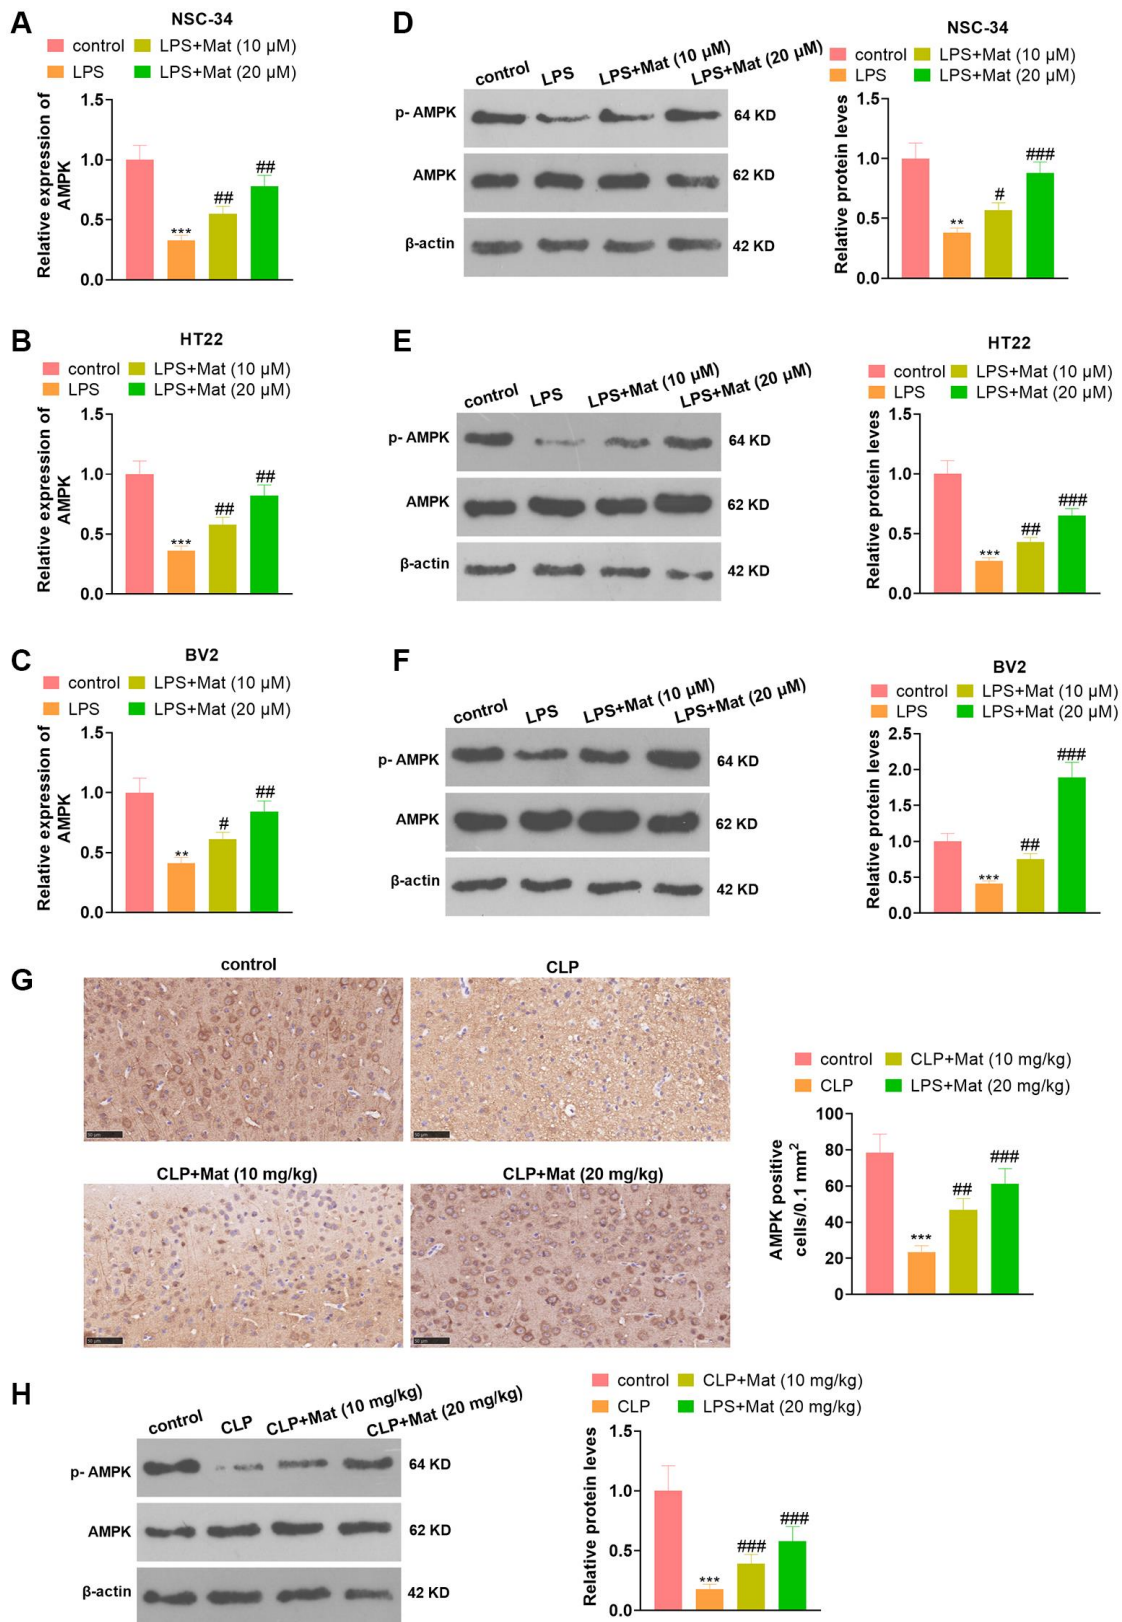 A
NSC-34
control LPS+Mat (10 μM)
LPS LPS+Mat (20 μM)
Relative expression of
AMPK
1.5
1.0
0.5
0.0
***
##
##
D
control LPS LPS+Mat (10 μM) LPS+Mat (20 μM)
p- AMPK 64 KD
AMPK 62 KD
β-actin 42 KD
NSC-34
control LPS+Mat (10 μM)
LPS LPS+Mat (20 μM)
Relative protein leves
1.5
1.0
0.5
0.0
**
#
###
B
HT22
control LPS+Mat (10 μM)
LPS LPS+Mat (20 μM)
Relative expression of
AMPK
1.5
1.0
0.5
0.0
***
##
##
E
control LPS LPS+Mat (10 μM) LPS+Mat (20 μM)
p- AMPK 64 KD
AMPK 62 KD
β-actin 42 KD
HT22
control LPS+Mat (10 μM)
LPS LPS+Mat (20 μM)
Relative protein leves
1.5
1.0
0.5
0.0
***
##
###
C
BV2
control LPS+Mat (10 μM)
LPS LPS+Mat (20 μM)
Relative expression of
AMPK
1.5
1.0
0.5
0.0
**
#
##
F
control LPS LPS+Mat (10 μM) LPS+Mat (20 μM)
p- AMPK 64 KD
AMPK 62 KD
β-actin 42 KD
BV2
control LPS+Mat (10 μM)
LPS LPS+Mat (20 μM)
Relative protein leves
2.5
2.0
1.5
1.0
0.5
0.0
***
##
###
G
control CLP
CLP+Mat (10 mg/kg) CLP+Mat (20 mg/kg)
50 μm
50 μm
50 μm
50 μm
control CLP+Mat (10 mg/kg)
CLP LPS+Mat (20 mg/kg)
AMPK positive
cells/0.1 mm²
100
80
60
40
20
0
***
##
###
H
control CLP CLP+Mat (10 mg/kg) CLP+Mat (20 mg/kg)
p- AMPK 64 KD
AMPK 62 KD
β-actin 42 KD
control CLP+Mat (10 mg/kg)
CLP LPS+Mat (20 mg/kg)
Relative protein leves
1.5
1.0
0.5
0.0
***
###
###